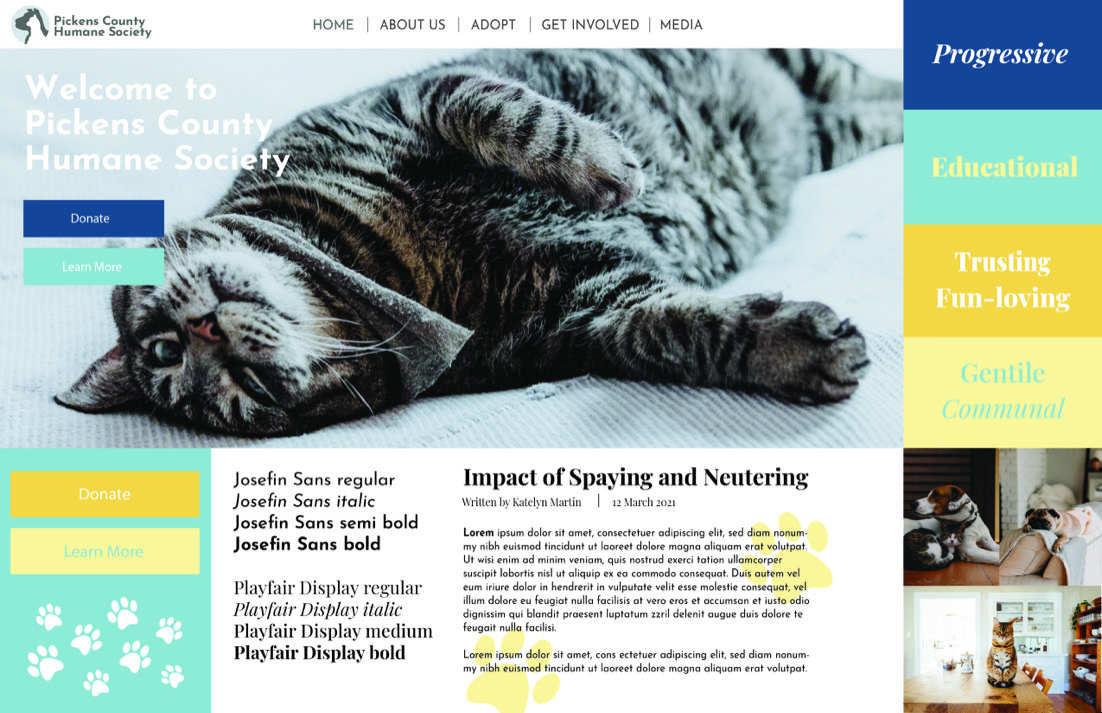 Pickens County
Humane Society
HOME | ABOUT US | ADOPT | GET INVOLVED | MEDIA
Welcome to
Pickens County
Humane Society
Donate
Learn More
Progressive
Educational
Trusting
Fun-loving
Gentile
Communal
Donate
Learn More
Josefin Sans regular
Josefin Sans italic
Josefin Sans semi bold
Josefin Sans bold
Playfair Display regular
Playfair Display italic
Playfair Display medium
Playfair Display bold
Impact of Spaying and Neutering
Written by Katelyn Martin | 12 March 2021
Lorem ipsum dolor sit amet, consectetuer adipiscing elit, sed diam nonum-
my nibh euismod tincidunt ut laoreet dolore magna aliquam erat volutpat.
Ut wisi enim ad minim veniam, quis nostrud exerci tation ullamcorper
suscipit lobortis nisl ut aliquip ex ea commodo consequat. Duis autem vel
eum iriure dolor in hendrerit in vulputate velit esse molestie consequat, vel
illum dolore eu feugiat nulla facilisis at vero eros et accumson et iusto odio
dignissim qui blandit praesent luptatum zzril delenit augue duis dolore te
feugait nulla facilisi.
Lorem ipsum dolor sit amet, cons ectetuer adipiscing elit, sed diam nonum-
my nibh euismod tincidunt ut laoreet dolore magna aliquam erat volutpat.